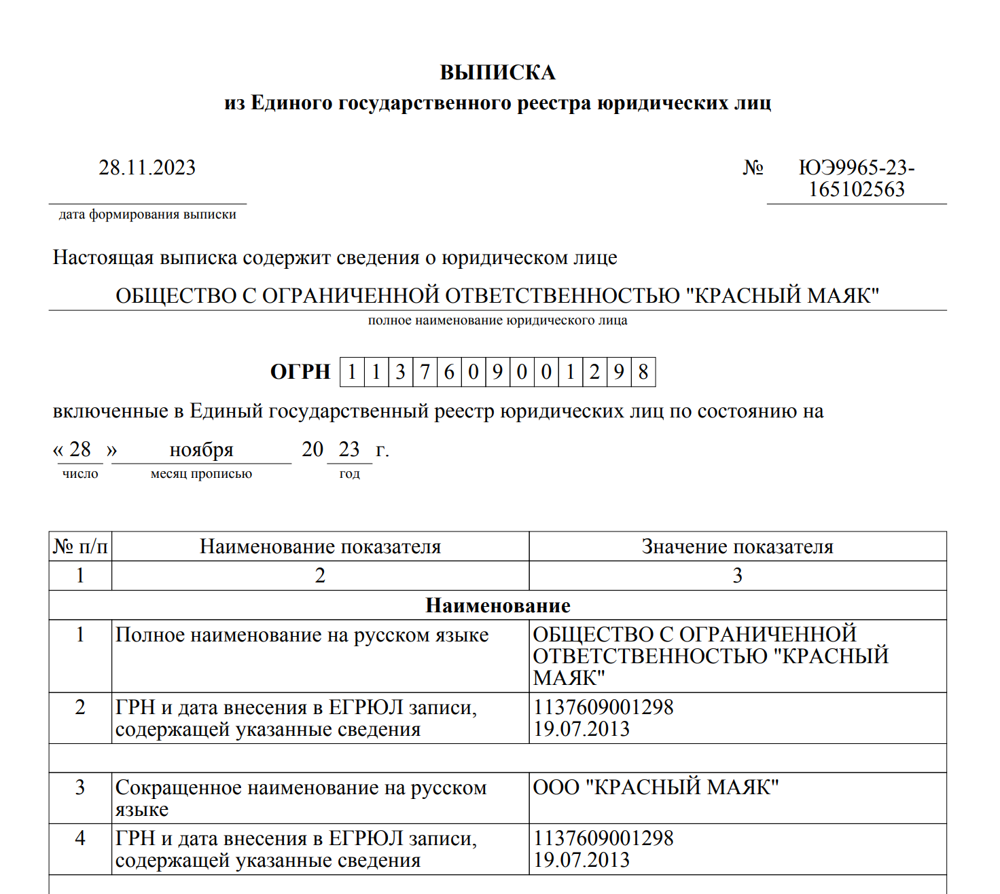 ВЫПИСКА
из Единого государственного реестра юридических лиц
28.11.2023
№ ЮЭ9965-23-
165102563
дата формирования выписки
Настоящая выписка содержит сведения о юридическом лице
ОБЩЕСТВО С ОГРАНИЧЕННОЙ ОТВЕТСТВЕННОСТЬЮ "КРАСНЫЙ МАЯК"
полное наименование юридического лица
ОГРН 1 1 3 7 6 0 9 0 0 1 2 9 8
включенные в Единый государственный реестр юридических лиц по состоянию на
« 28 » ноября 20 23 г.
число месяц прописью год
№ п/п Наименование показателя Значение показателя
1 2 3
Наименование
1 Полное наименование на русском языке ОБЩЕСТВО С ОГРАНИЧЕННОЙ
ОТВЕТСТВЕННОСТЬЮ "КРАСНЫЙ
МАЯК"
2 ГРН и дата внесения в ЕГРЮЛ записи, 1137609001298
содержащей указанные сведения 19.07.2013
3 Сокращенное наименование на русском ООО "КРАСНЫЙ МАЯК"
языке
4 ГРН и дата внесения в ЕГРЮЛ записи, 1137609001298
содержащей указанные сведения 19.07.2013